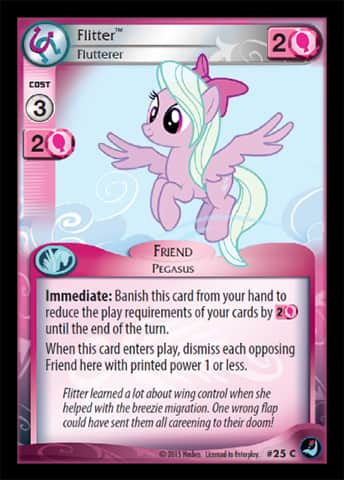 Flitter™
Flutterer
2
COST
3
2
FRIEND
PEGASUS
Immediate: Banish this card from your hand to
reduce the play requirements of your cards by 2
until the end of the turn.
When this card enters play, dismiss each opposing
Friend here with printed power 1 or less.
Flitter learned a lot about wing control when she
helped with the breezie migration. One wrong flap
could have sent them all careening to their doom!
© 2015 Hasbro. Licensed to Enterplay.
#25 C